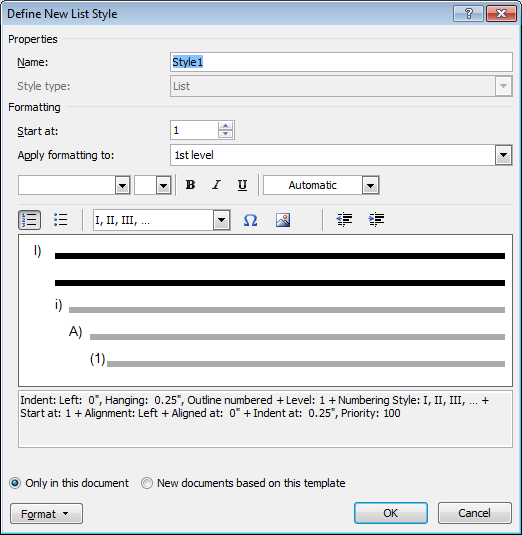 Define New List Style
Properties
Name: Style1
Style type: List
Formatting
Start at: 1
Apply formatting to: 1st level
B I U Automatic
I, II, III, ... Ω
I)
i)
A)
(1)
Indent: Left: 0", Hanging: 0.25", Outline numbered + Level: 1 + Numbering Style: I, II, III, ... +
Start at: 1 + Alignment: Left + Aligned at: 0" + Indent at: 0.25", Priority: 100
Only in this document New documents based on this template
Format OK Cancel